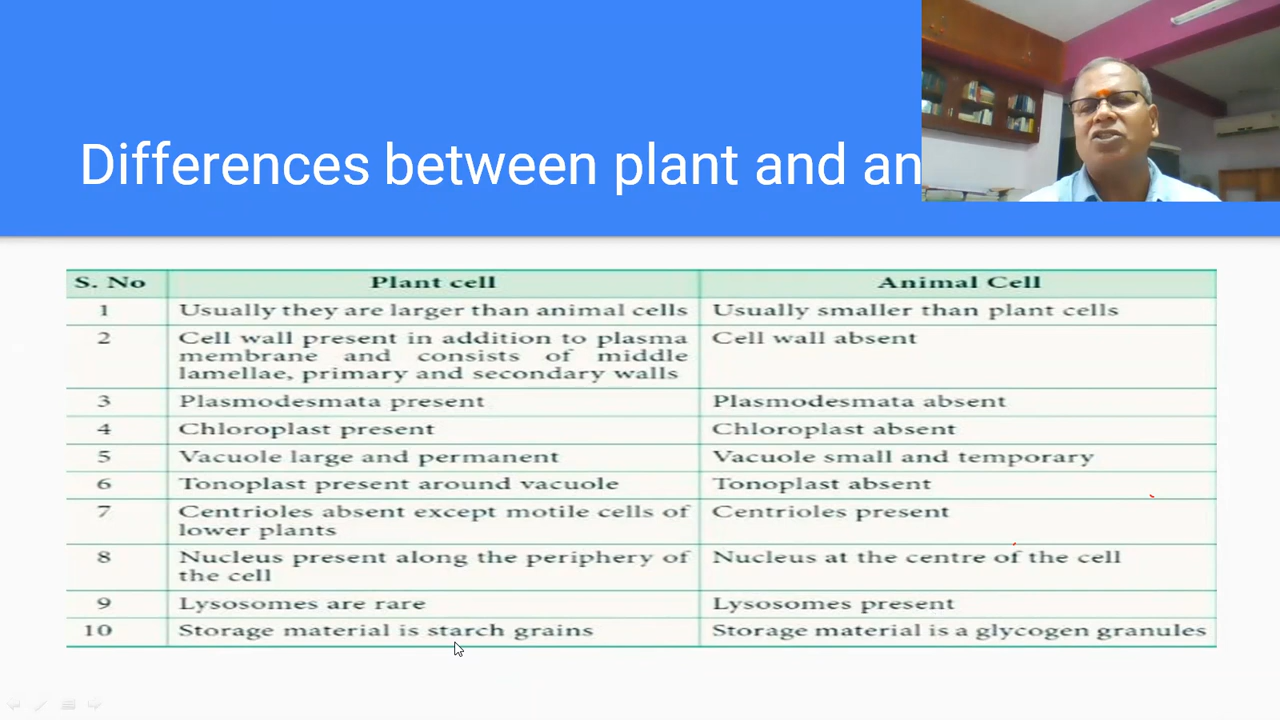 Differences between plant and an
S. No Plant cell Animal Cell
1 Usually they are larger than animal cells Usually smaller than plant cells
2 Cell wall present in addition to plasma Cell wall absent
membrane and consists of middle
lamellae, primary and secondary walls
3 Plasmodesmata present Plasmodesmata absent
4 Chloroplast present Chloroplast absent
5 Vacuole large and permanent Vacuole small and temporary
6 Tonoplast present around vacuole Tonoplast absent
7 Centrioles absent except motile cells of Centrioles present
lower plants
8 Nucleus present along the periphery of Nucleus at the centre of the cell
the cell
9 Lysosomes are rare Lysosomes present
10 Storage material is starch grains Storage material is a glycogen granules